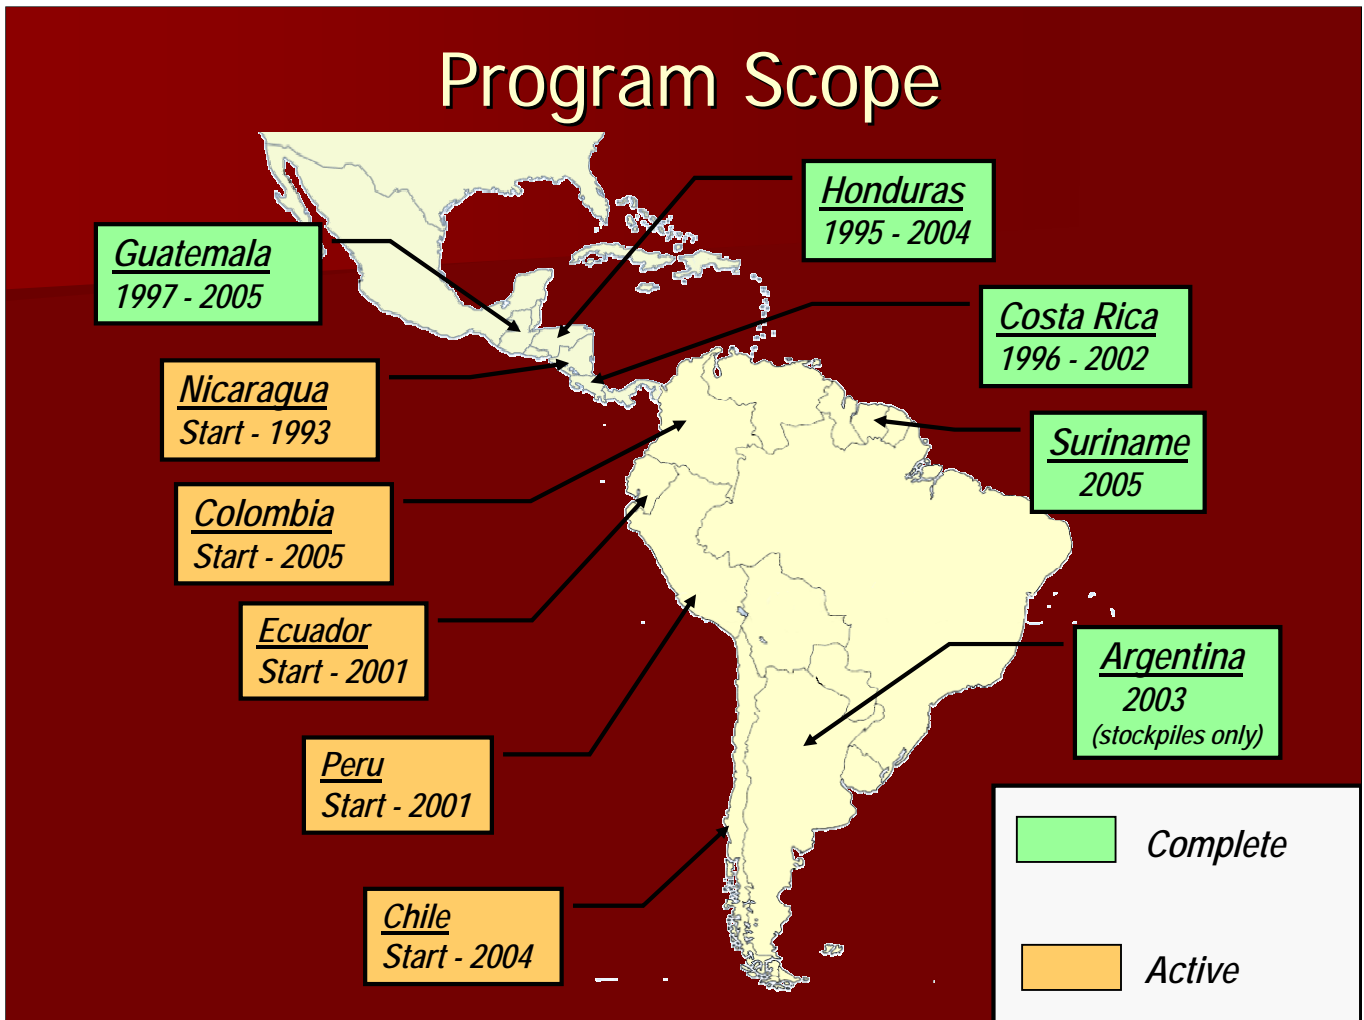 Program Scope
Honduras
1995 - 2004
Guatemala
1997 - 2005
Costa Rica
1996 - 2002
Nicaragua
Start - 1993
Suriname
2005
Colombia
Start - 2005
Ecuador
Start - 2001
Argentina
2003
(stockpiles only)
Peru
Start - 2001
Chile
Start - 2004
Complete
Active